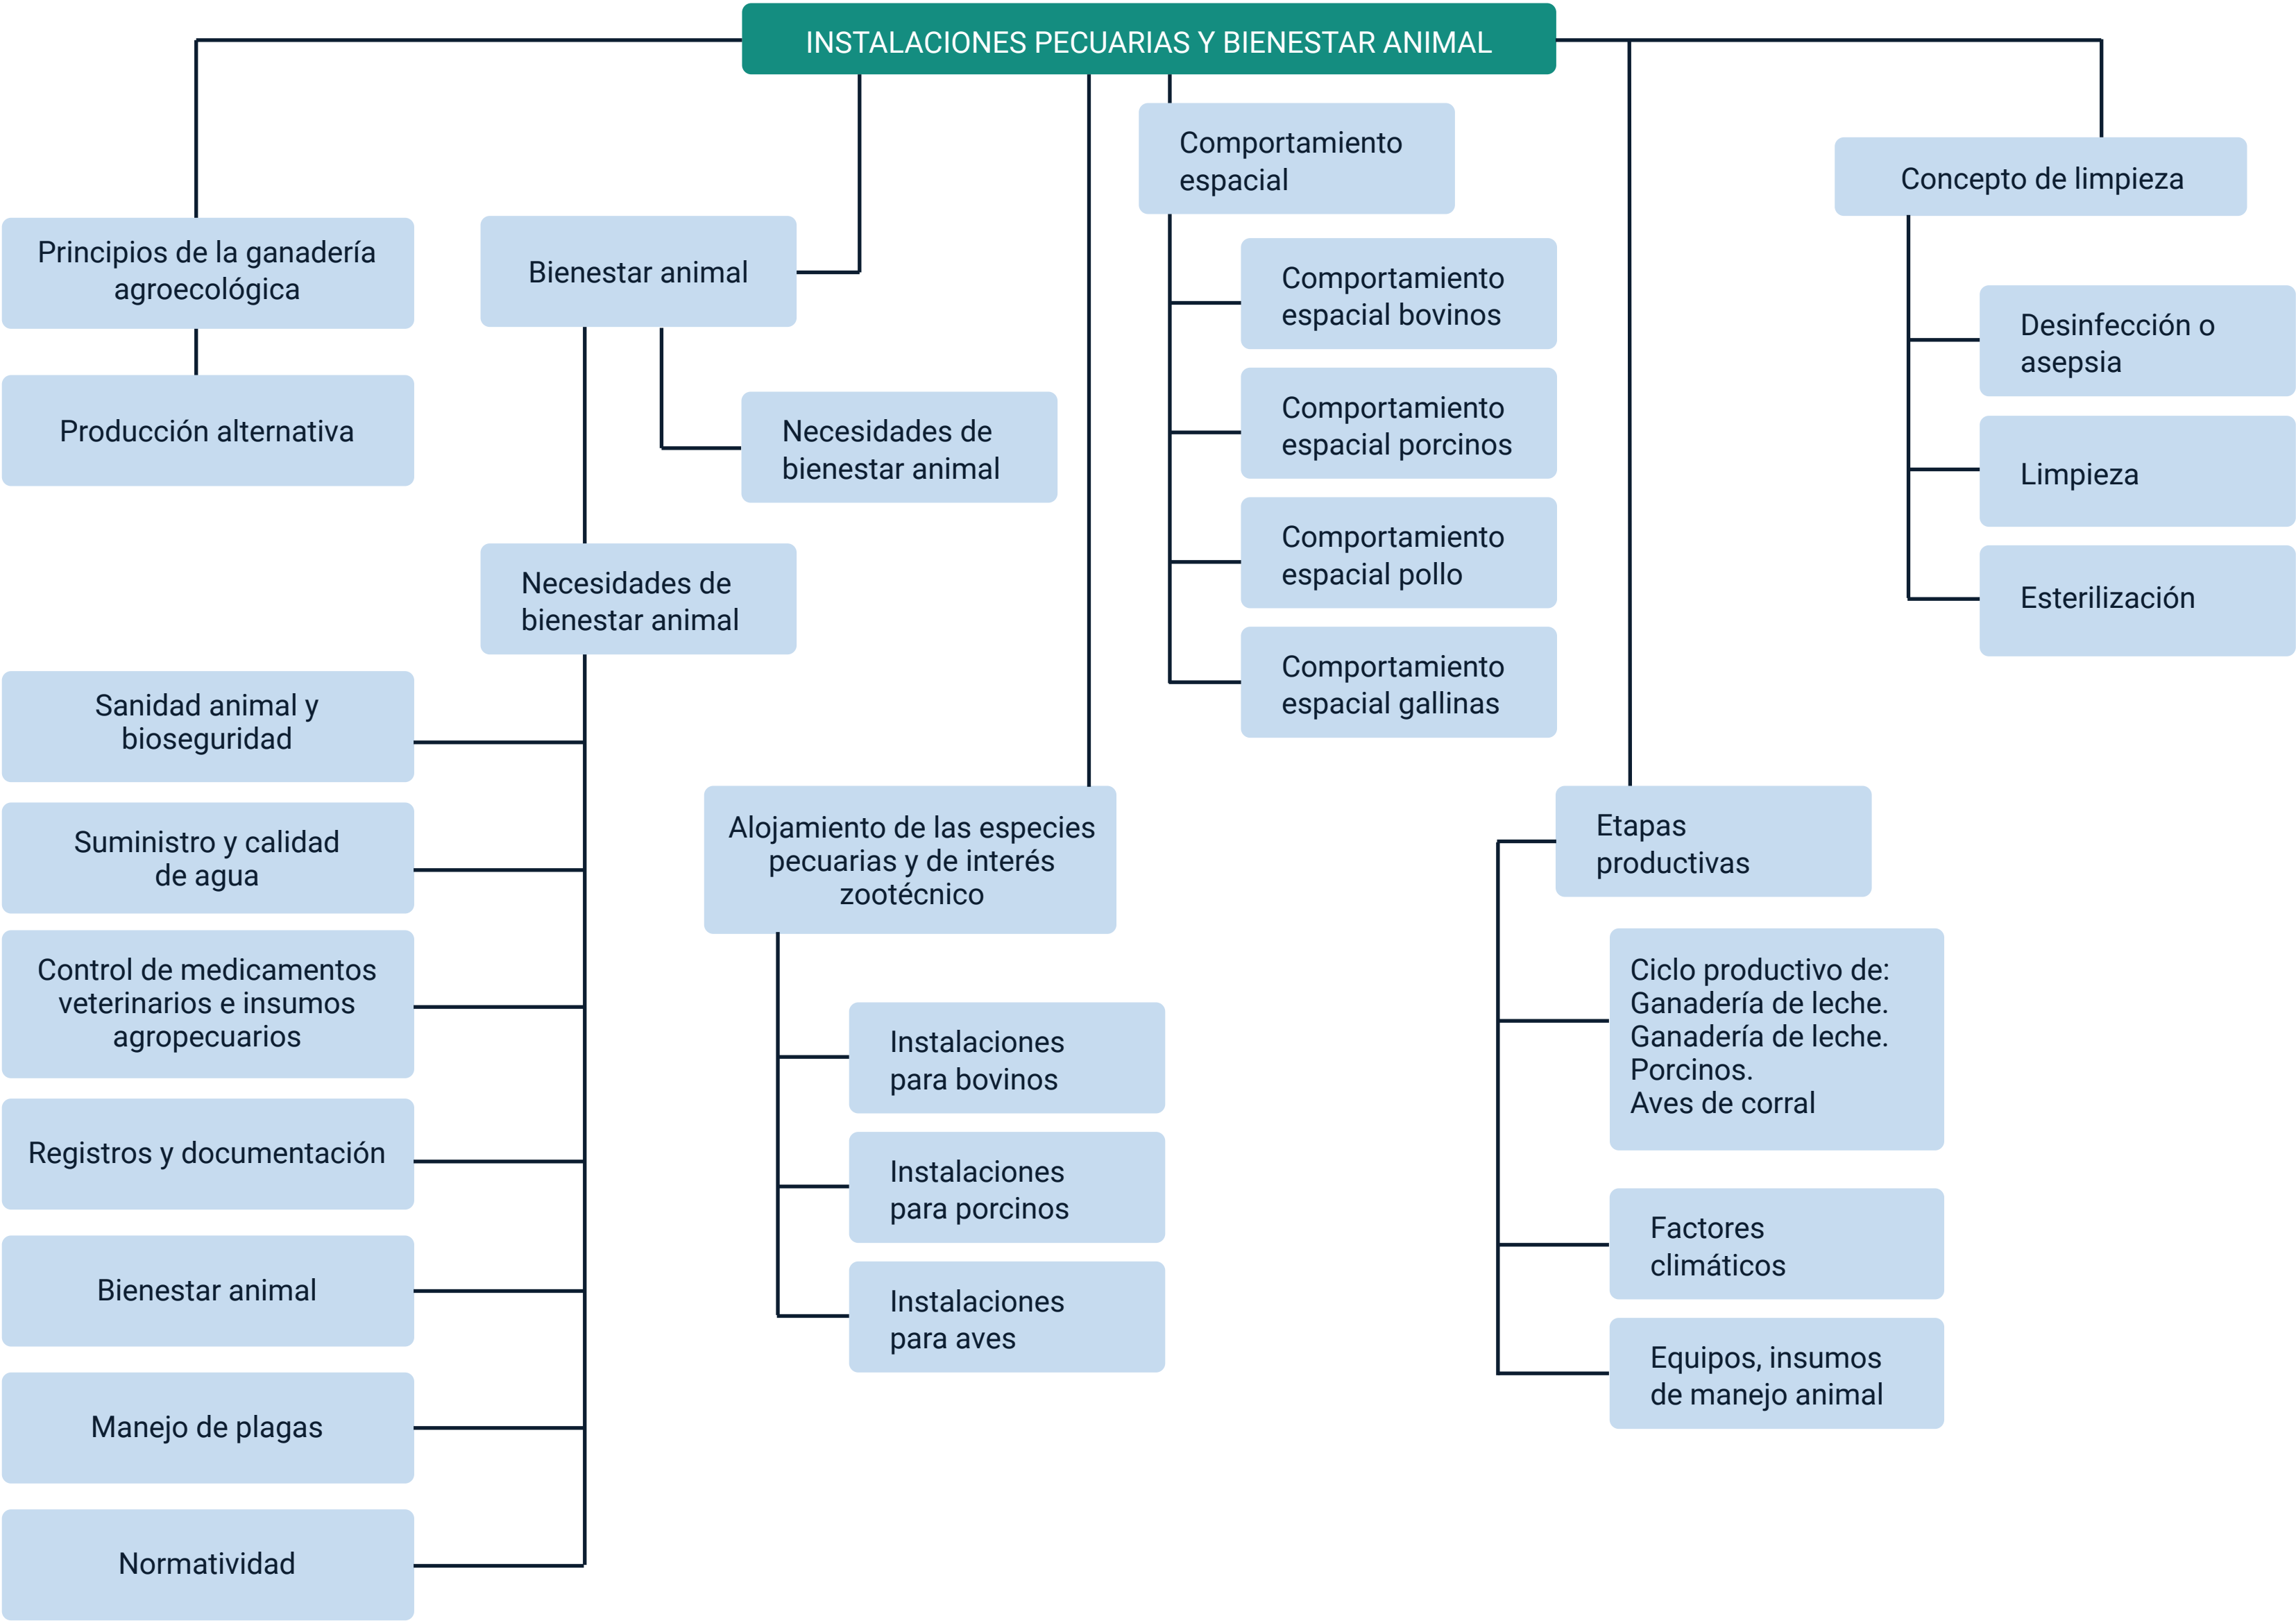 INSTALACIONES PECUARIAS Y BIENESTAR ANIMAL
Principios de la ganadería
agroecológica
Producción alternativa
Bienestar animal
Necesidades de
bienestar animal
Necesidades de
bienestar animal
Sanidad animal y
bioseguridad
Suministro y calidad
de agua
Control de medicamentos
veterinarios e insumos
agropecuarios
Registros y documentación
Bienestar animal
Manejo de plagas
Normatividad
Alojamiento de las especies
pecuarias y de interés
zootécnico
Instalaciones
para bovinos
Instalaciones
para porcinos
Instalaciones
para aves
Comportamiento
espacial
Comportamiento
espacial bovinos
Comportamiento
espacial porcinos
Comportamiento
espacial pollo
Comportamiento
espacial gallinas
Etapas
productivas
Ciclo productivo de:
Ganadería de leche.
Ganadería de leche.
Porcinos.
Aves de corral
Factores
climáticos
Equipos, insumos
de manejo animal
Concepto de limpieza
Desinfección o
asepsia
Limpieza
Esterilización